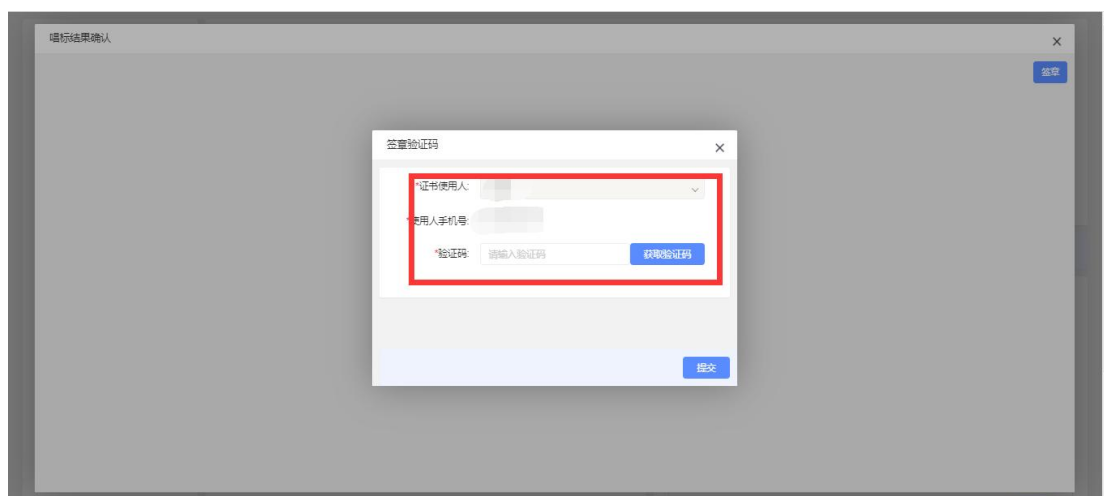 唱标结果确认
签章
签章验证码
*证书使用人:
*使用人手机号:
*验证码: 请输入验证码 获取验证码
提交